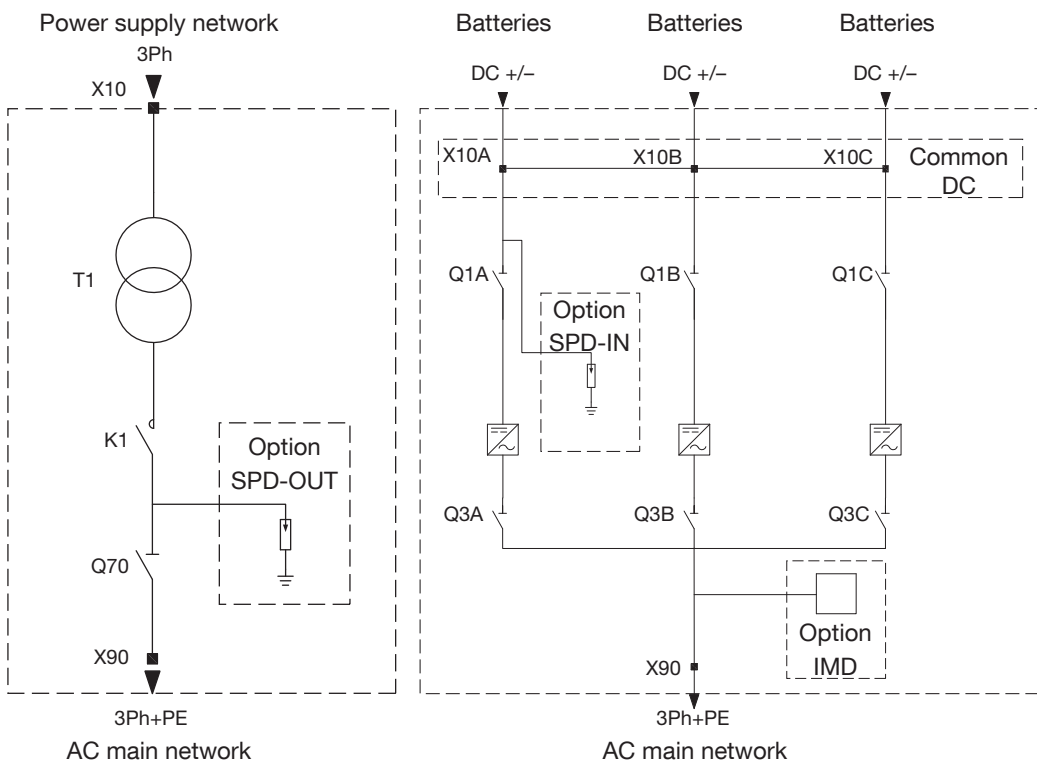 Power supply network
3Ph
X10
T1
K1
Option
SPD-OUT
Q70
X90
3Ph+PE
AC main network
Batteries
Batteries
Batteries
DC +/–
DC +/–
DC +/–
X10A
X10B
X10C
Common
DC
Q1A
Q1B
Q1C
Option
SPD-IN
Q3A
Q3B
Q3C
Option
IMD
X90
3Ph+PE
AC main network